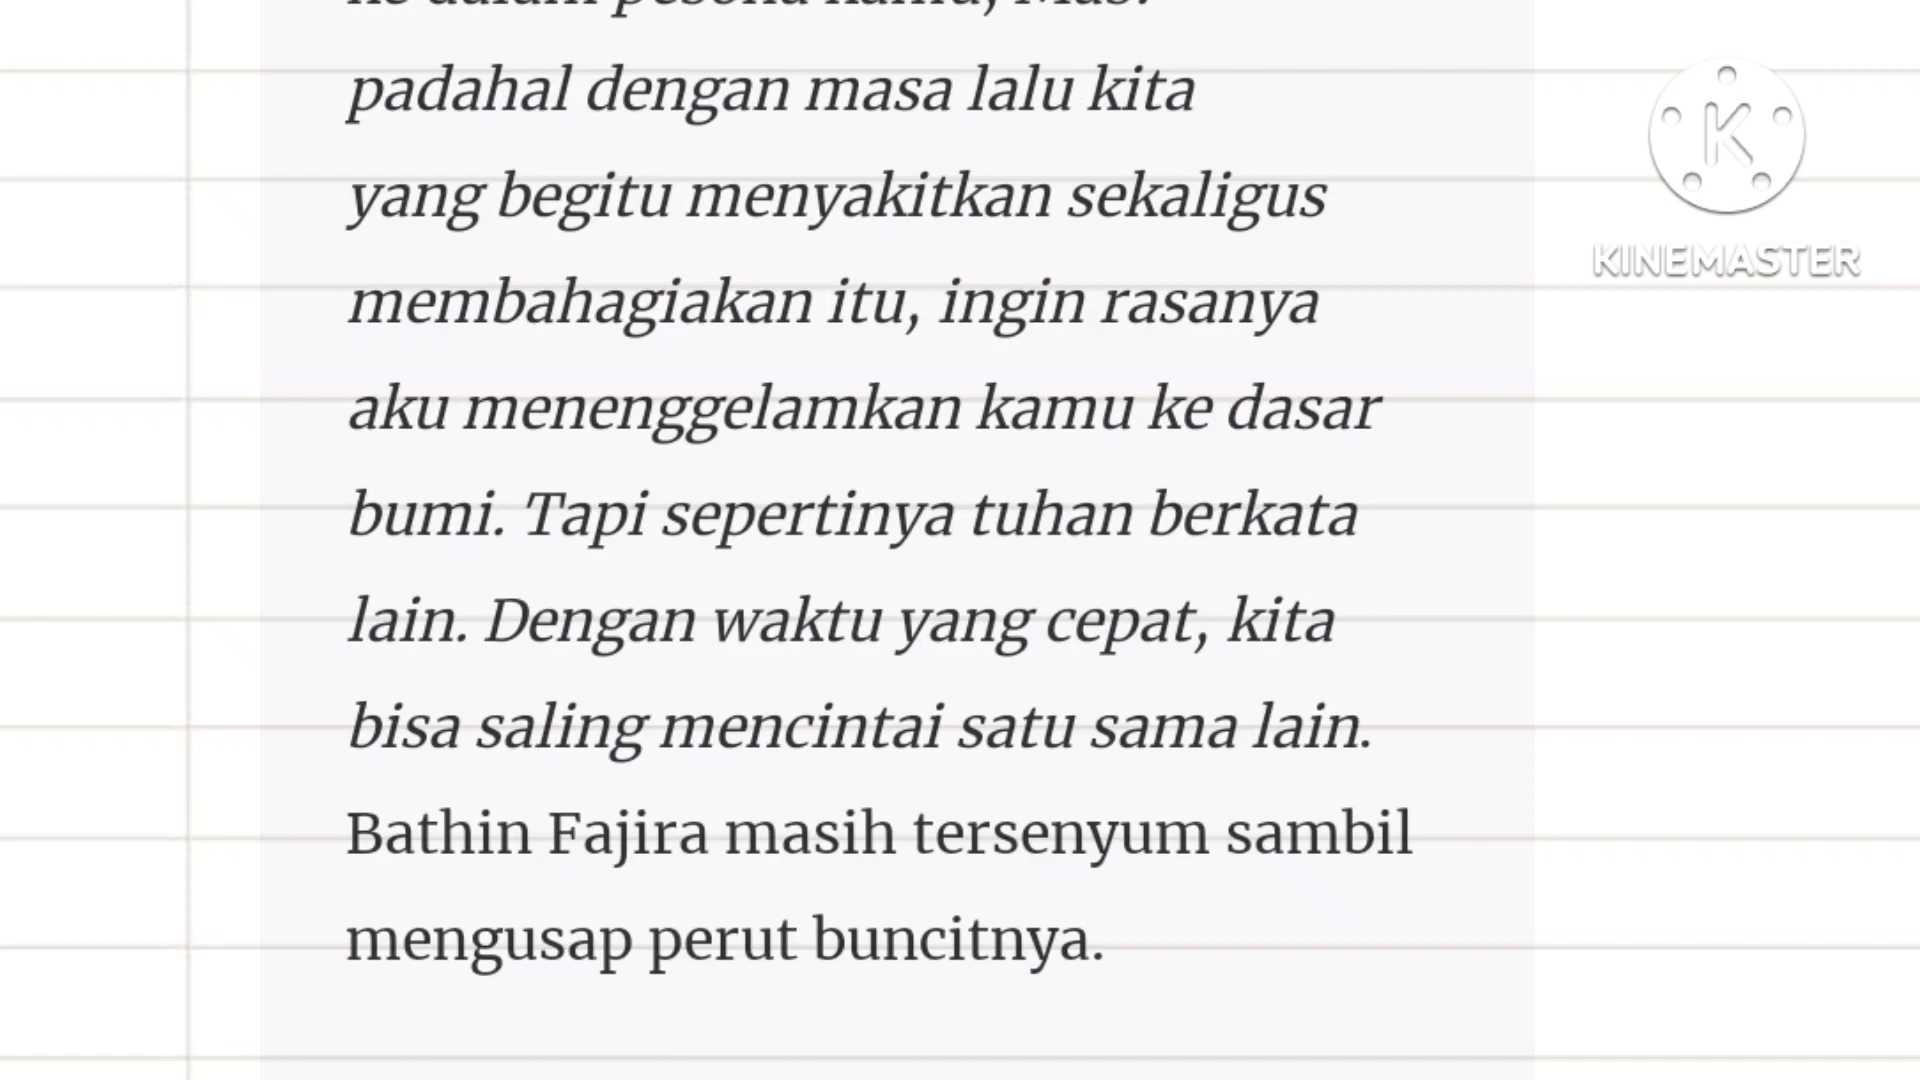 padahal dengan masa lalu kita
yang begitu menyakitkan sekaligus
membahagiakan itu, ingin rasanya
aku menenggelamkan kamu ke dasar
bumi. Tapi sepertinya tuhan berkata
lain. Dengan waktu yang cepat, kita
bisa saling mencintai satu sama lain.
Bathin Fajira masih tersenyum sambil
mengusap perut buncitnya.
K
KINEMASTER